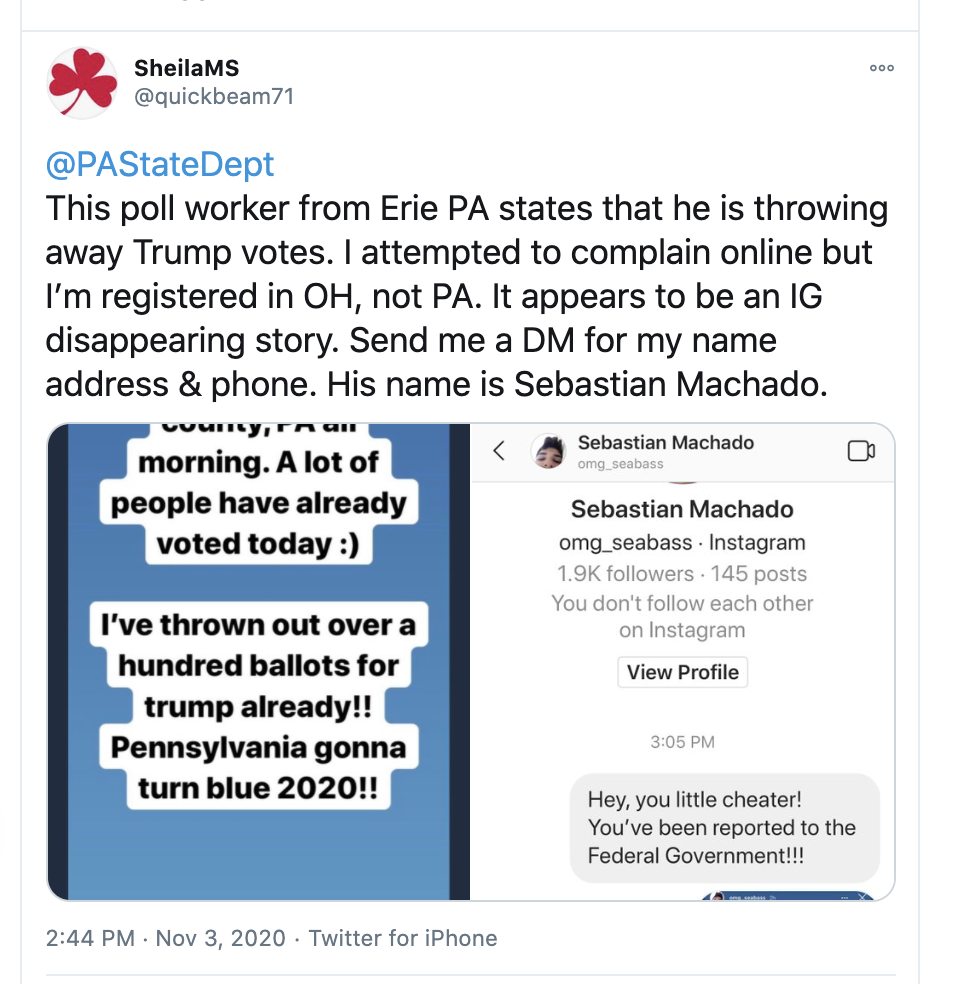 SheilaMS
@quickbeam71
@PAStateDept
This poll worker from Erie PA states that he is throwing
away Trump votes. I attempted to complain online but
I’m registered in OH, not PA. It appears to be an IG
disappearing story. Send me a DM for my name
address & phone. His name is Sebastian Machado.
county, PA all
morning. A lot of
people have already
voted today :)
I’ve thrown out over a
hundred ballots for
trump already!!
Pennsylvania gonna
turn blue 2020!!
Sebastian Machado
omg_seabass
Sebastian Machado
omg_seabass · Instagram
1.9K followers · 145 posts
You don't follow each other
on Instagram
View Profile
3:05 PM
Hey, you little cheater!
You’ve been reported to the
Federal Government!!!
omg_seabass
2:44 PM · Nov 3, 2020 · Twitter for iPhone